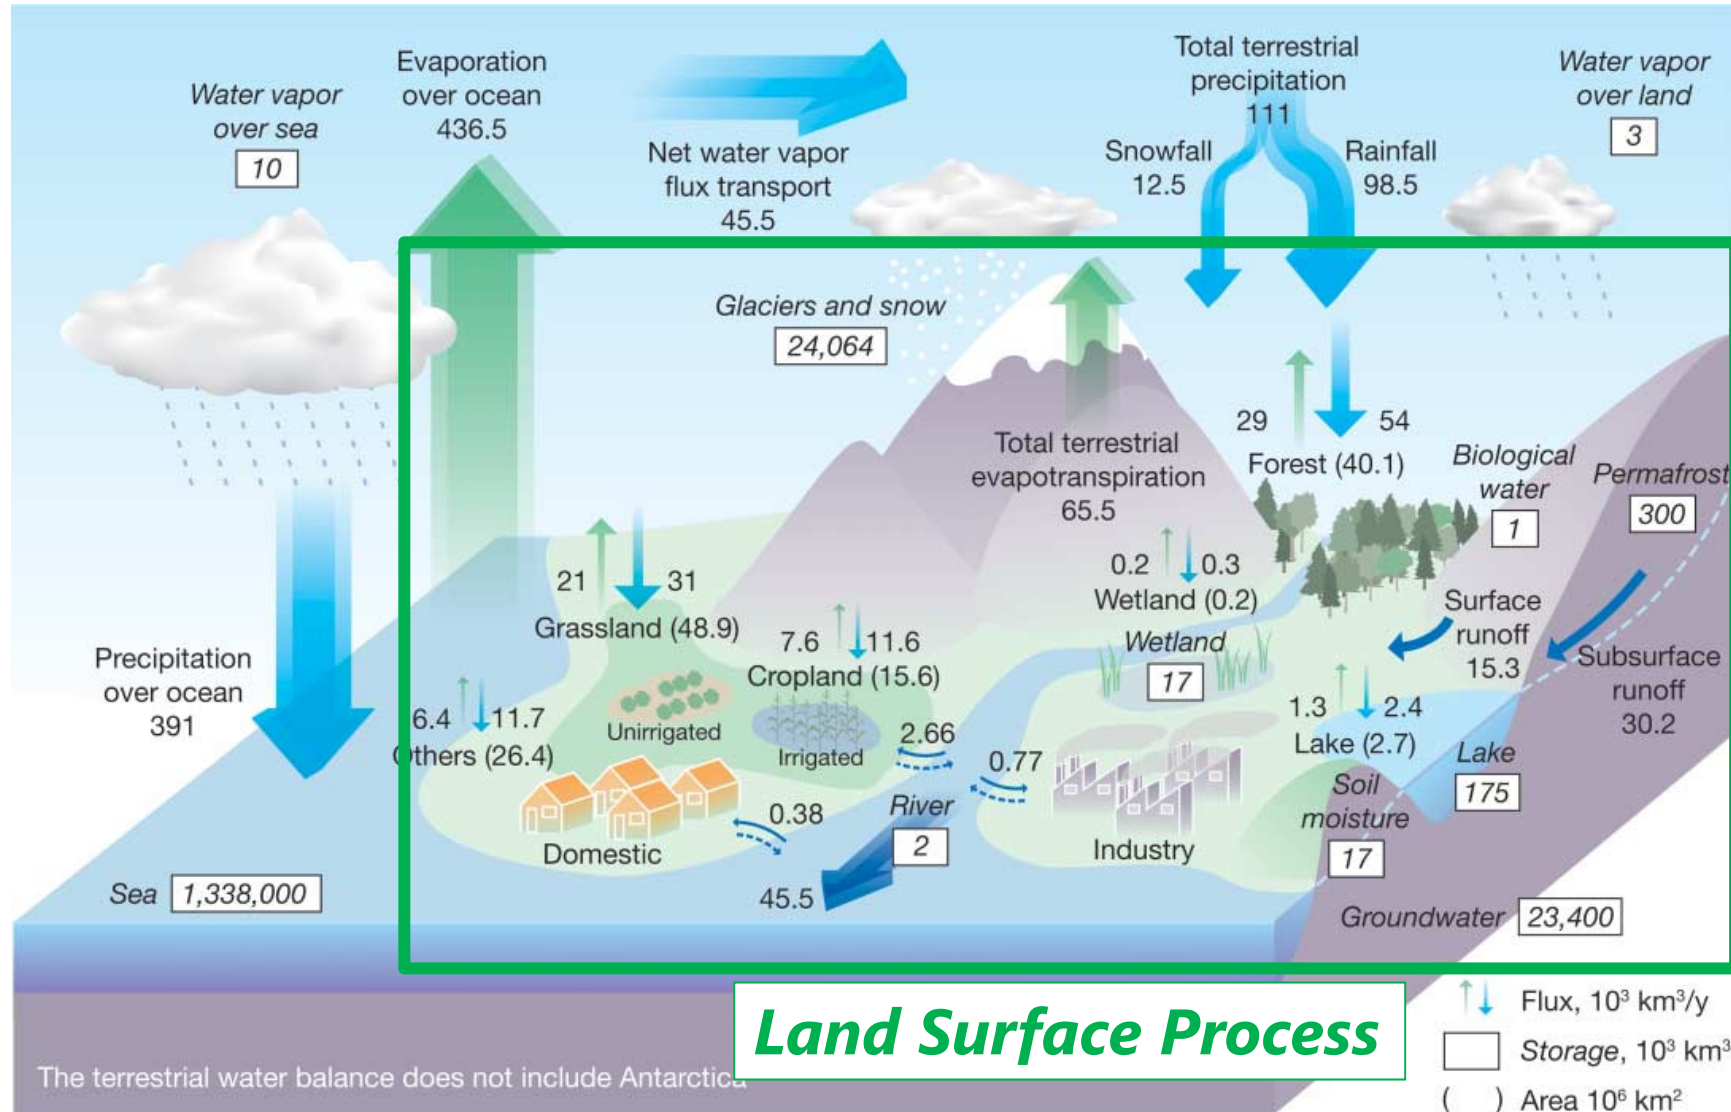 Water vapor
over sea
10
Evaporation
over ocean
436.5
Net water vapor
flux transport
45.5
Total terrestrial
precipitation
111
Snowfall
12.5
Rainfall
98.5
Water vapor
over land
3
Glaciers and snow
24,064
Total terrestrial
evapotranspiration
65.5
29 54
Forest (40.1)
Biological
water
1
Permafrost
300
21 31
Grassland (48.9)
0.2 0.3
Wetland (0.2)
Wetland
17
7.6 11.6
Cropland (15.6)
Unirrigated
Irrigated
Surface
runoff
15.3
Subsurface
runoff
30.2
Precipitation
over ocean
391
6.4 11.7
Others (26.4)
2.66
0.77
1.3 2.4
Lake (2.7)
Lake
175
Soil
moisture
17
0.38
Domestic
River
2
Industry
45.5
Sea 1,338,000
Groundwater 23,400
Land Surface Process
Flux, 10³ km³/y
Storage, 10³ km³
( ) Area 10⁶ km²
The terrestrial water balance does not include Antarctica